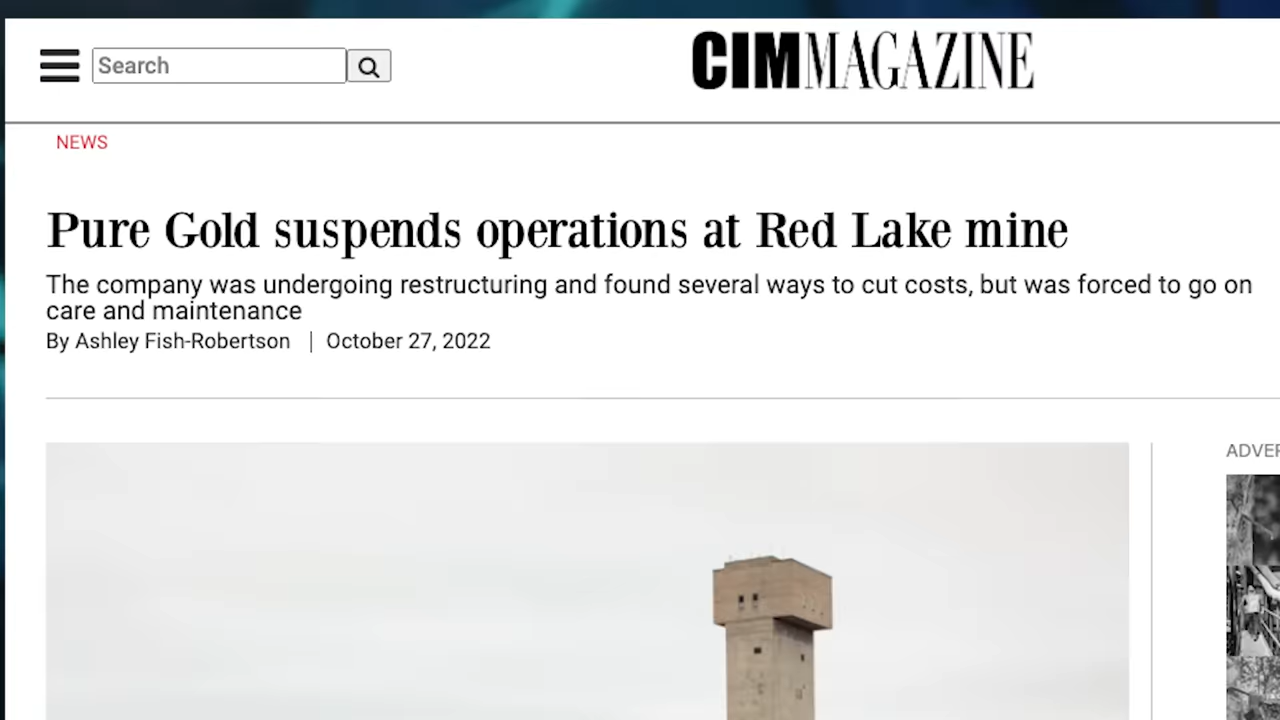 Search
CIMMAGAZINE
NEWS
Pure Gold suspends operations at Red Lake mine
The company was undergoing restructuring and found several ways to cut costs, but was forced to go on
care and maintenance
By Ashley Fish-Robertson | October 27, 2022